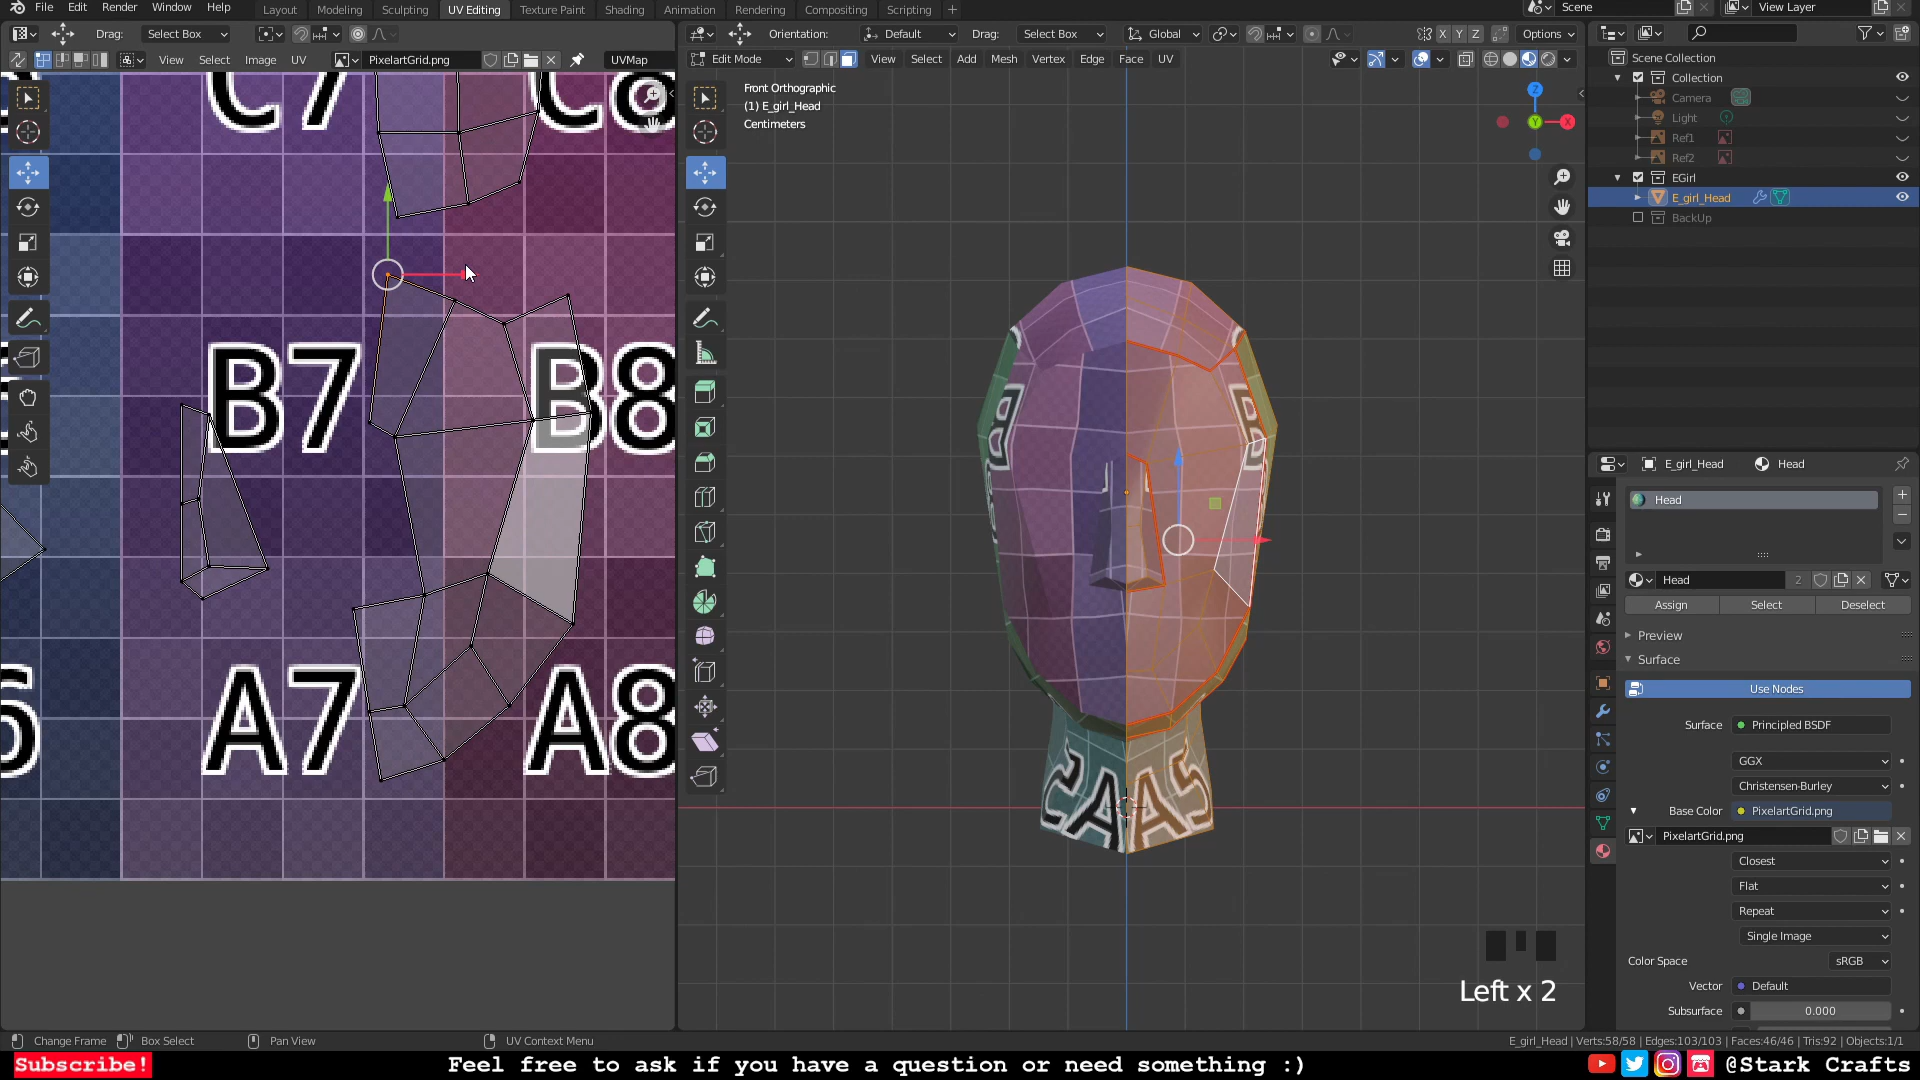 File Edit Render Window Help Layout Modeling Sculpting UV Editing Texture Paint Shading Animation Rendering Compositing Scripting + Scene View Layer
Drag: Select Box Orientation: Default Drag: Select Box Global X Y Z Options
View Select Image UV PixelartGrid.png UVMap Edit Mode View Select Add Mesh Vertex Edge Face UV
Front Orthographic
(1) E_girl_Head
Centimeters
Z
Y
X
C7 C8
B7 B8
A7 A8
6
Scene Collection
Collection
Camera
Light
Ref1
Ref2
EGirl
E_girl_Head
BackUp
E_girl_Head Head
Head
Head 2
Assign Select Deselect
Preview
Surface
Use Nodes
Surface Principled BSDF
GGX
Christensen-Burley
Base Color PixelartGrid.png
PixelartGrid.png
Closest
Flat
Repeat
Single Image
Color Space sRGB
Vector Default
Subsurface 0.000
Left x 2
Change Frame Box Select Pan View UV Context Menu E_girl_Head | Verts:58/58 | Edges:103/103 | Faces:46/46 | Tris:92 | Objects:1/1
Subscribe! Feel free to ask if you have a question or need something :) @Stark Crafts